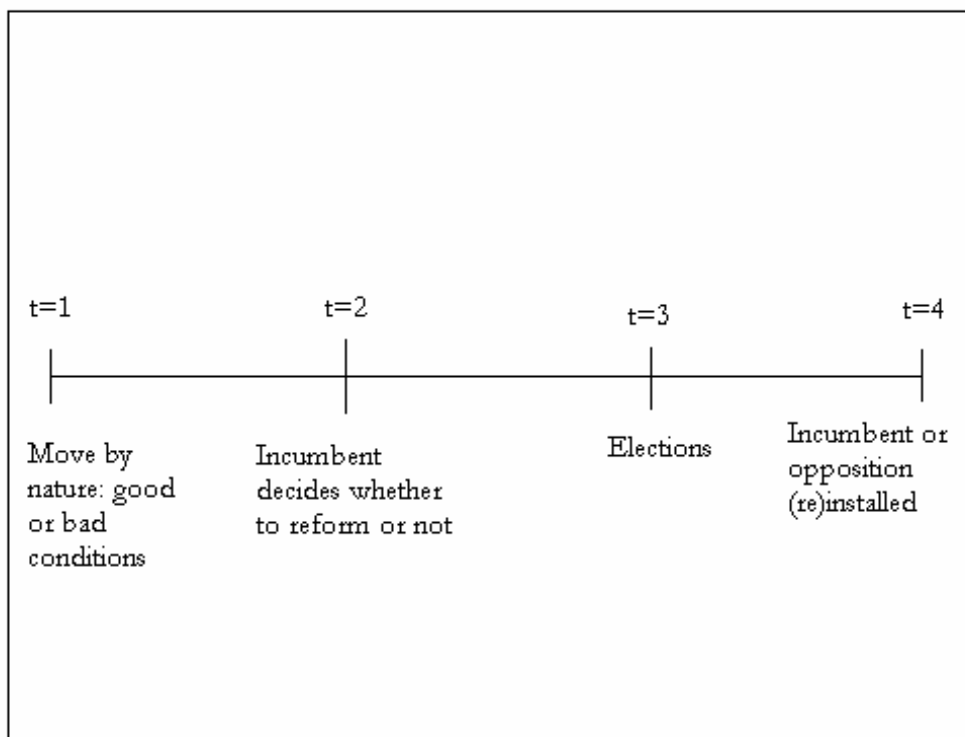 t=1
t=2
t=3
t=4
Move by
nature: good
or bad
conditions
Incumbent
decides whether
to reform or not
Elections
Incumbent or
opposition
(re)installed